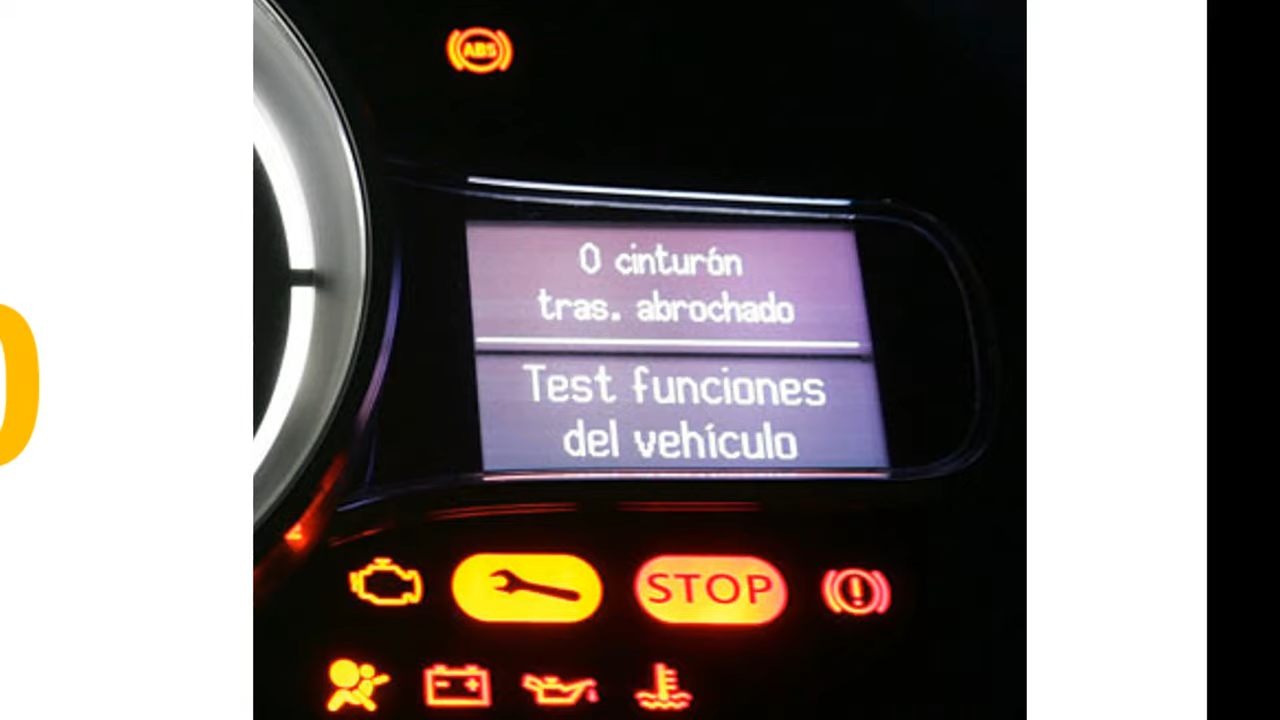 ABS
0 cinturón
tras. abrochado
Test funciones
del vehículo
STOP